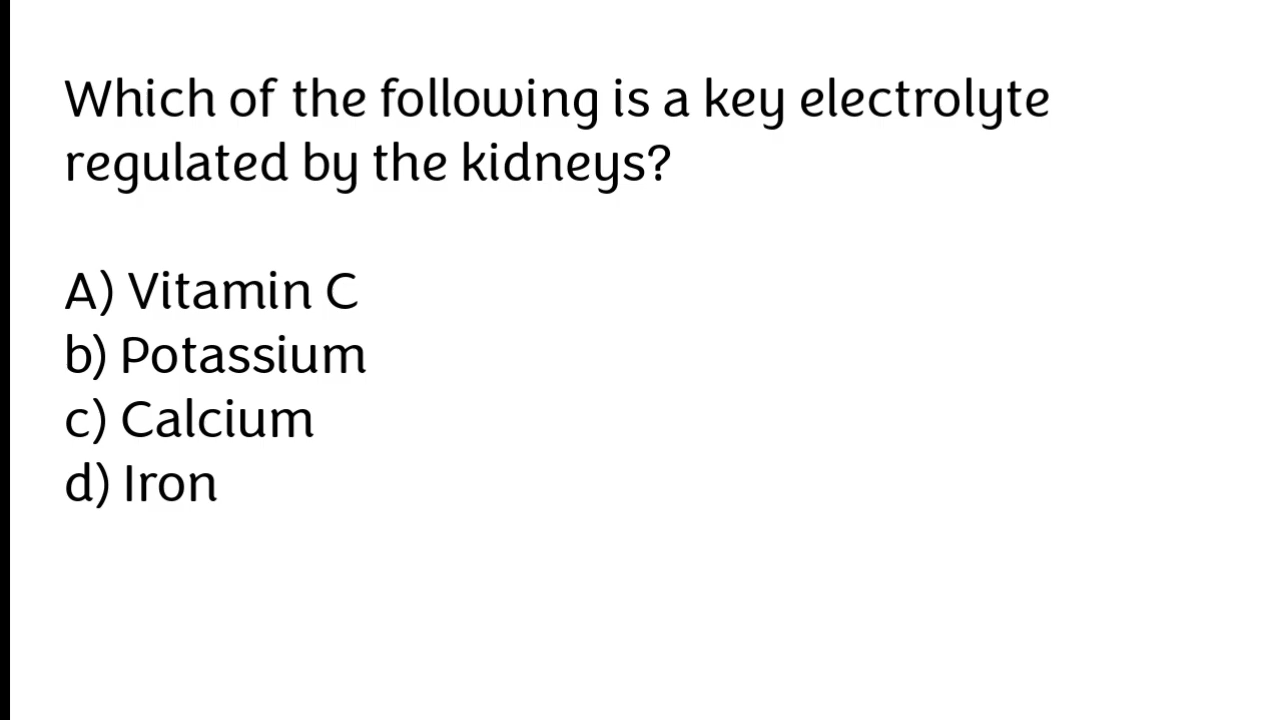 Which of the following is a key electrolyte
regulated by the kidneys?
A) Vitamin C
b) Potassium
c) Calcium
d) Iron